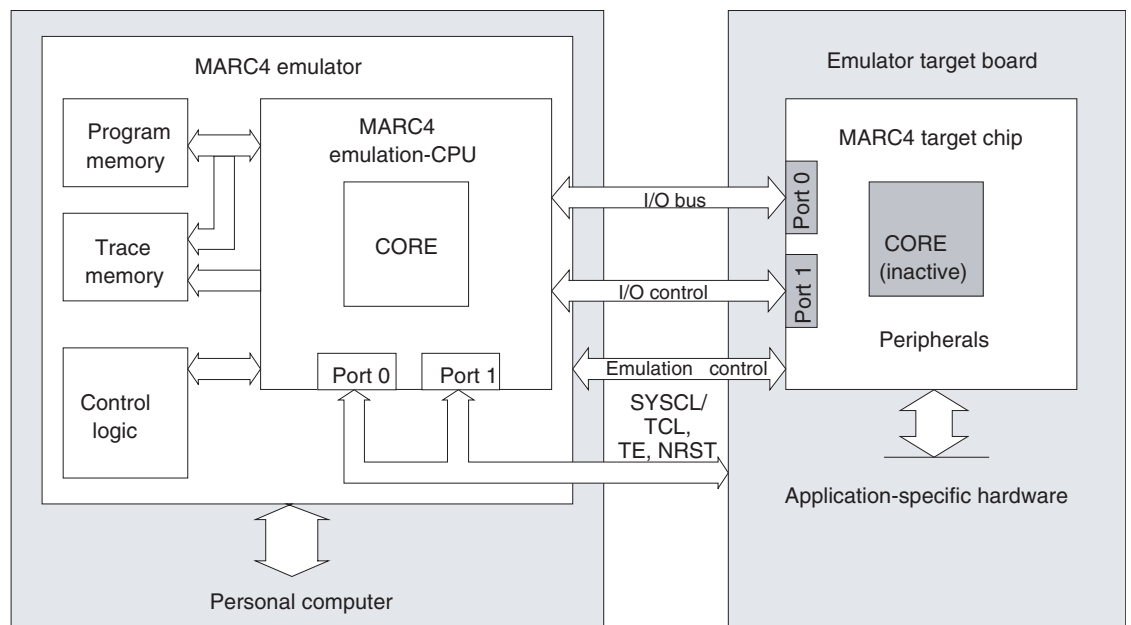 MARC4 emulator
Program
memory
Trace
memory
Control
logic
MARC4
emulation-CPU
CORE
Port 0
Port 1
Personal computer
I/O bus
I/O control
Emulation control
SYSCL/
TCL,
TE, NRST
Emulator target board
MARC4 target chip
Port 0
Port 1
CORE
(inactive)
Peripherals
Application-specific hardware